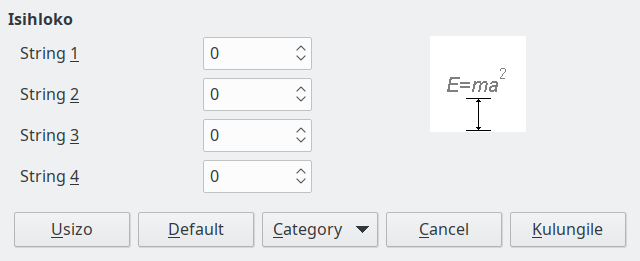 Isihloko
String 1 0
String 2 0
String 3 0
String 4 0
E=ma²
Usizo Default Category Cancel Kulungile